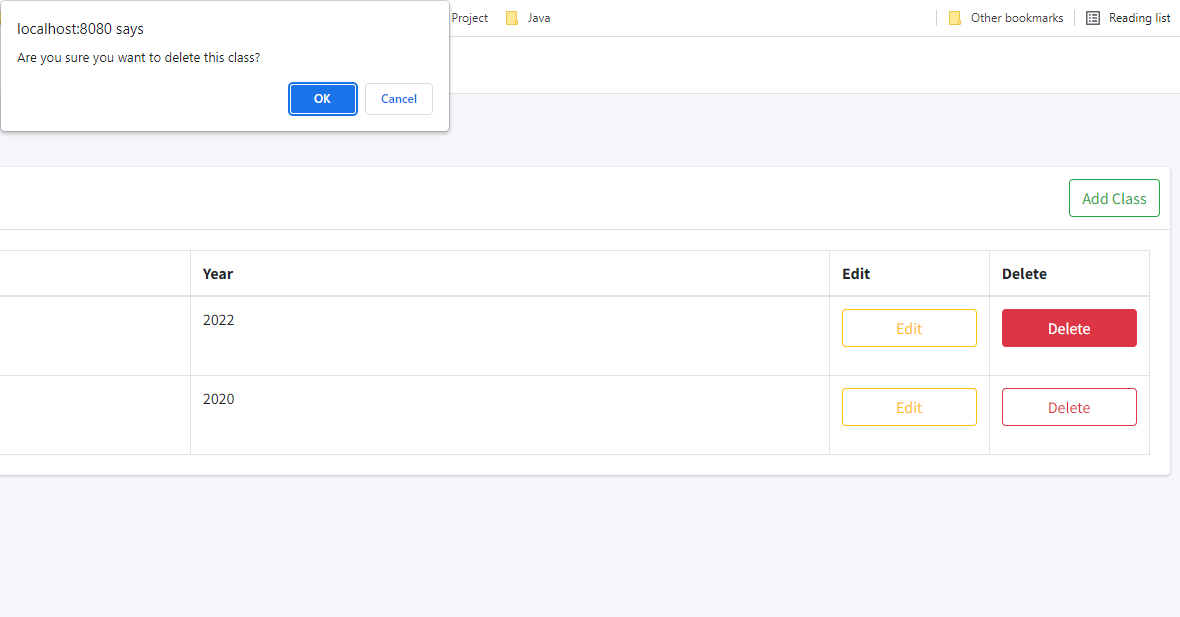 localhost:8080 says
Are you sure you want to delete this class?
OK Cancel
Project Java Other bookmarks Reading list
Add Class
Year Edit Delete
2022 Edit Delete
2020 Edit Delete